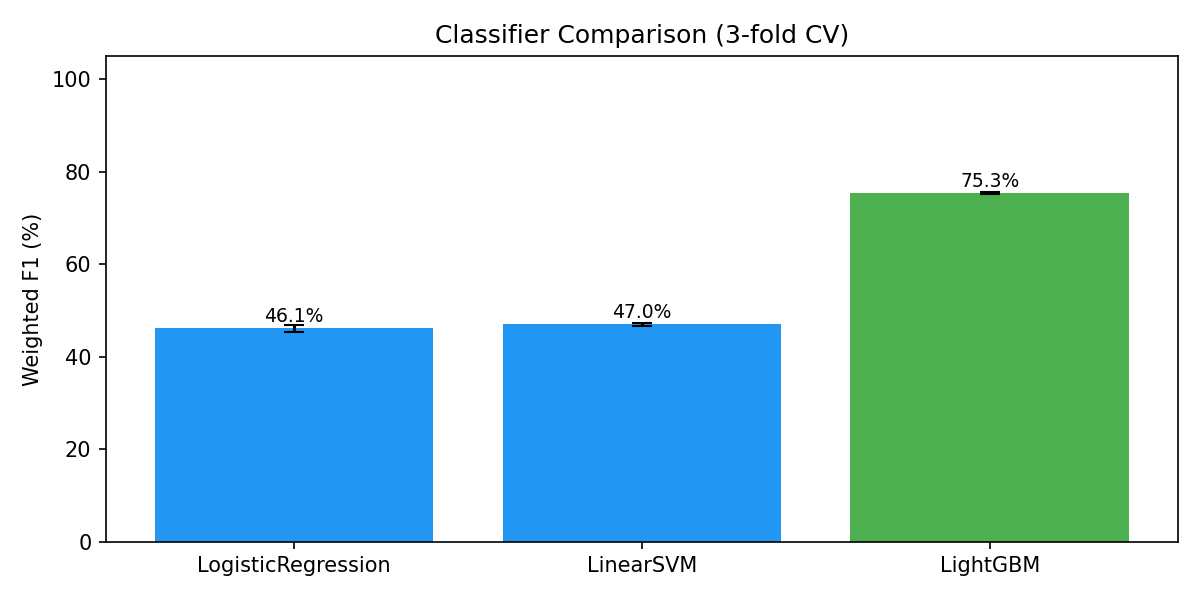 Classifier Comparison (3-fold CV)
Weighted F1 (%)
100
80
60
40
20
0
46.1%
47.0%
75.3%
LogisticRegression
LinearSVM
LightGBM